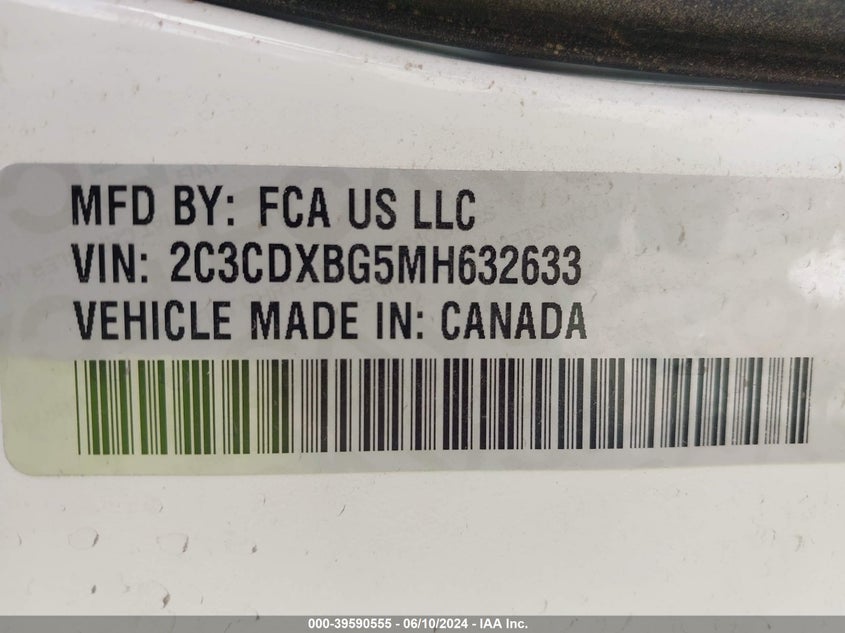 MFD BY: FCA US LLC
VIN: 2C3CDXBG5MH632633
VEHICLE MADE IN: CANADA
000-39590555 - 06/10/2024 - IAA Inc.